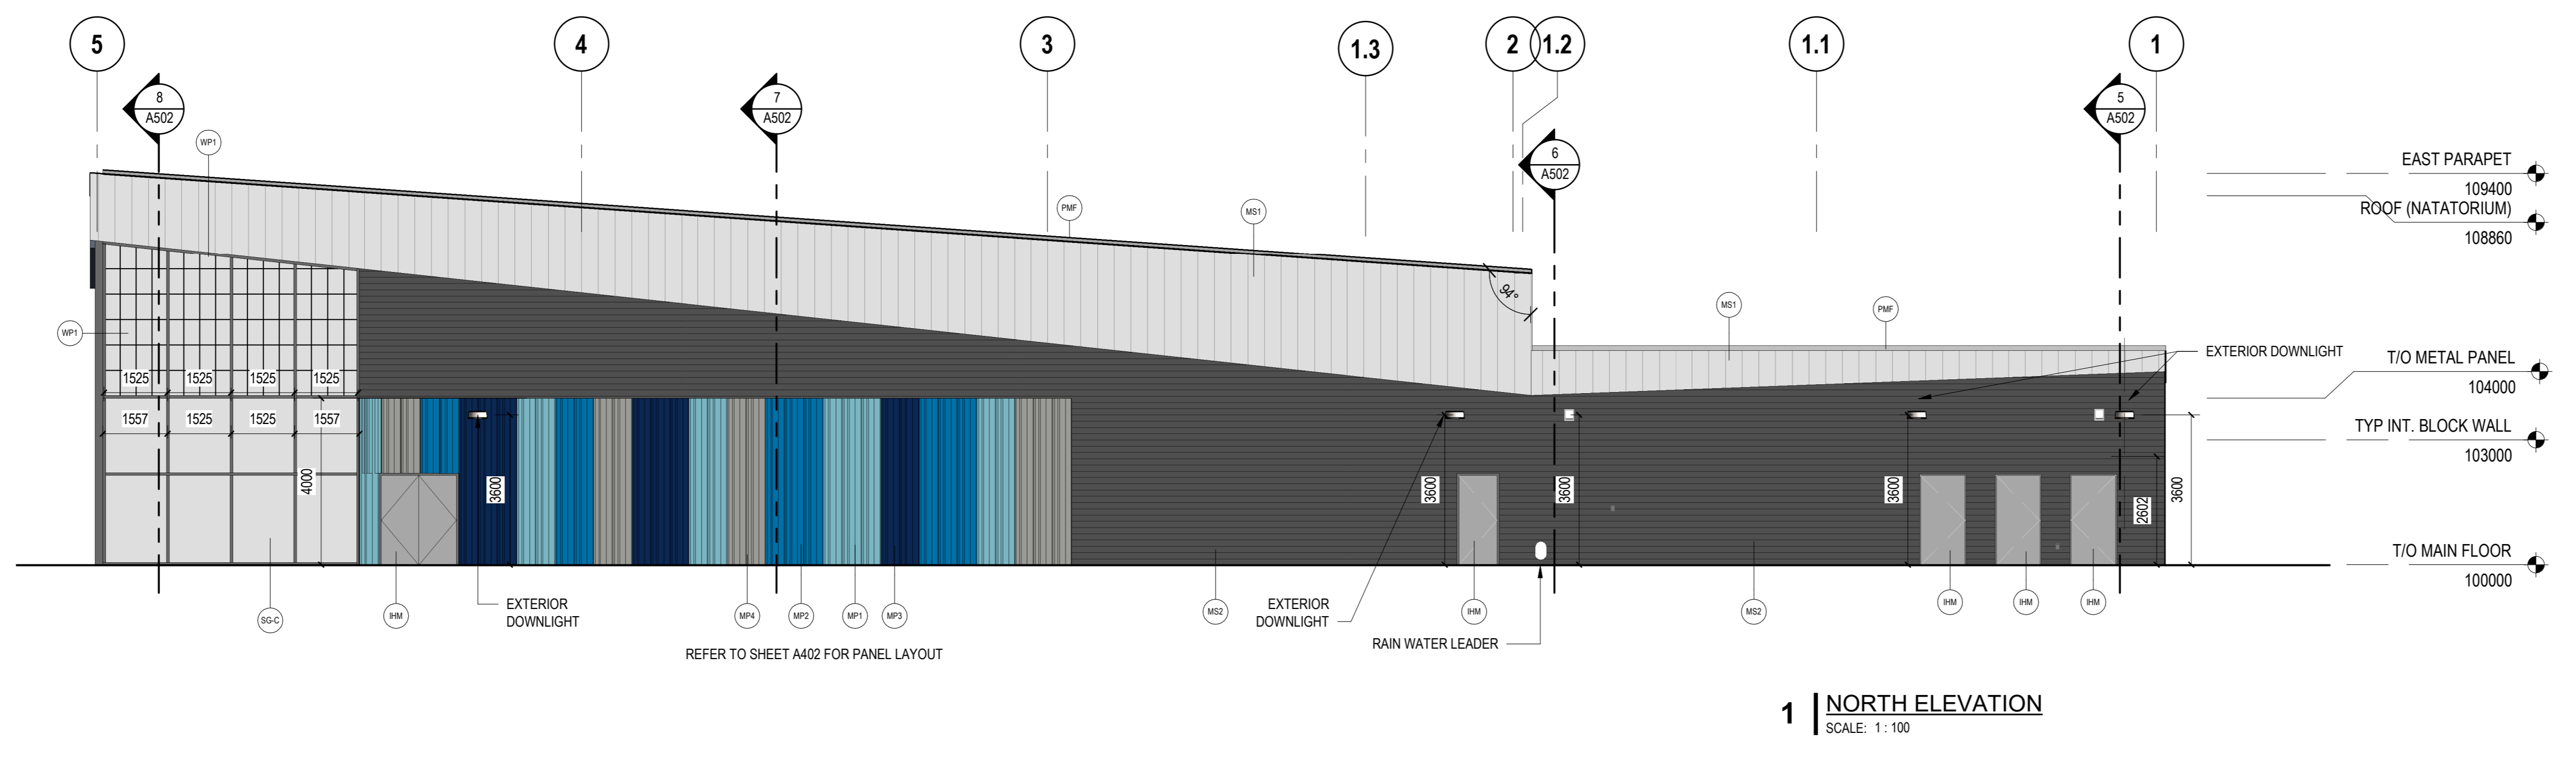 5 4 3 1.3 2 1.2 1.1 1
8
A502
7
A502
6
A502
5
A502
WP1
PMF
MS1
94°
MS1
PMF
EAST PARAPET
109400
ROOF (NATATORIUM)
108860
WP1
EXTERIOR DOWNLIGHT
T/O METAL PANEL
104000
1525 1525 1525 1525
1557 1525 1525 1557
TYP INT. BLOCK WALL
103000
4000
3600
3600
3600
3600
2602
3600
T/O MAIN FLOOR
100000
SG-C
IHM
EXTERIOR
DOWNLIGHT
MP4
MP2
MP1
MP3
MS2
EXTERIOR
DOWNLIGHT
IHM
MS2
IHM
IHM
IHM
RAIN WATER LEADER
REFER TO SHEET A402 FOR PANEL LAYOUT
1 NORTH ELEVATION
SCALE: 1 : 100